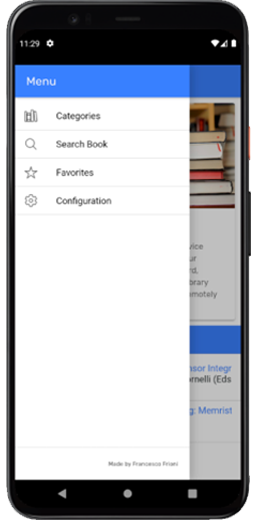 11:29
Menu
Categories
Search Book
Favorites
Configuration
vice
ur
rd,
brary
emotely
nsor Integr
ornelli (Eds
g: Memrist
Made by Francesco Friani